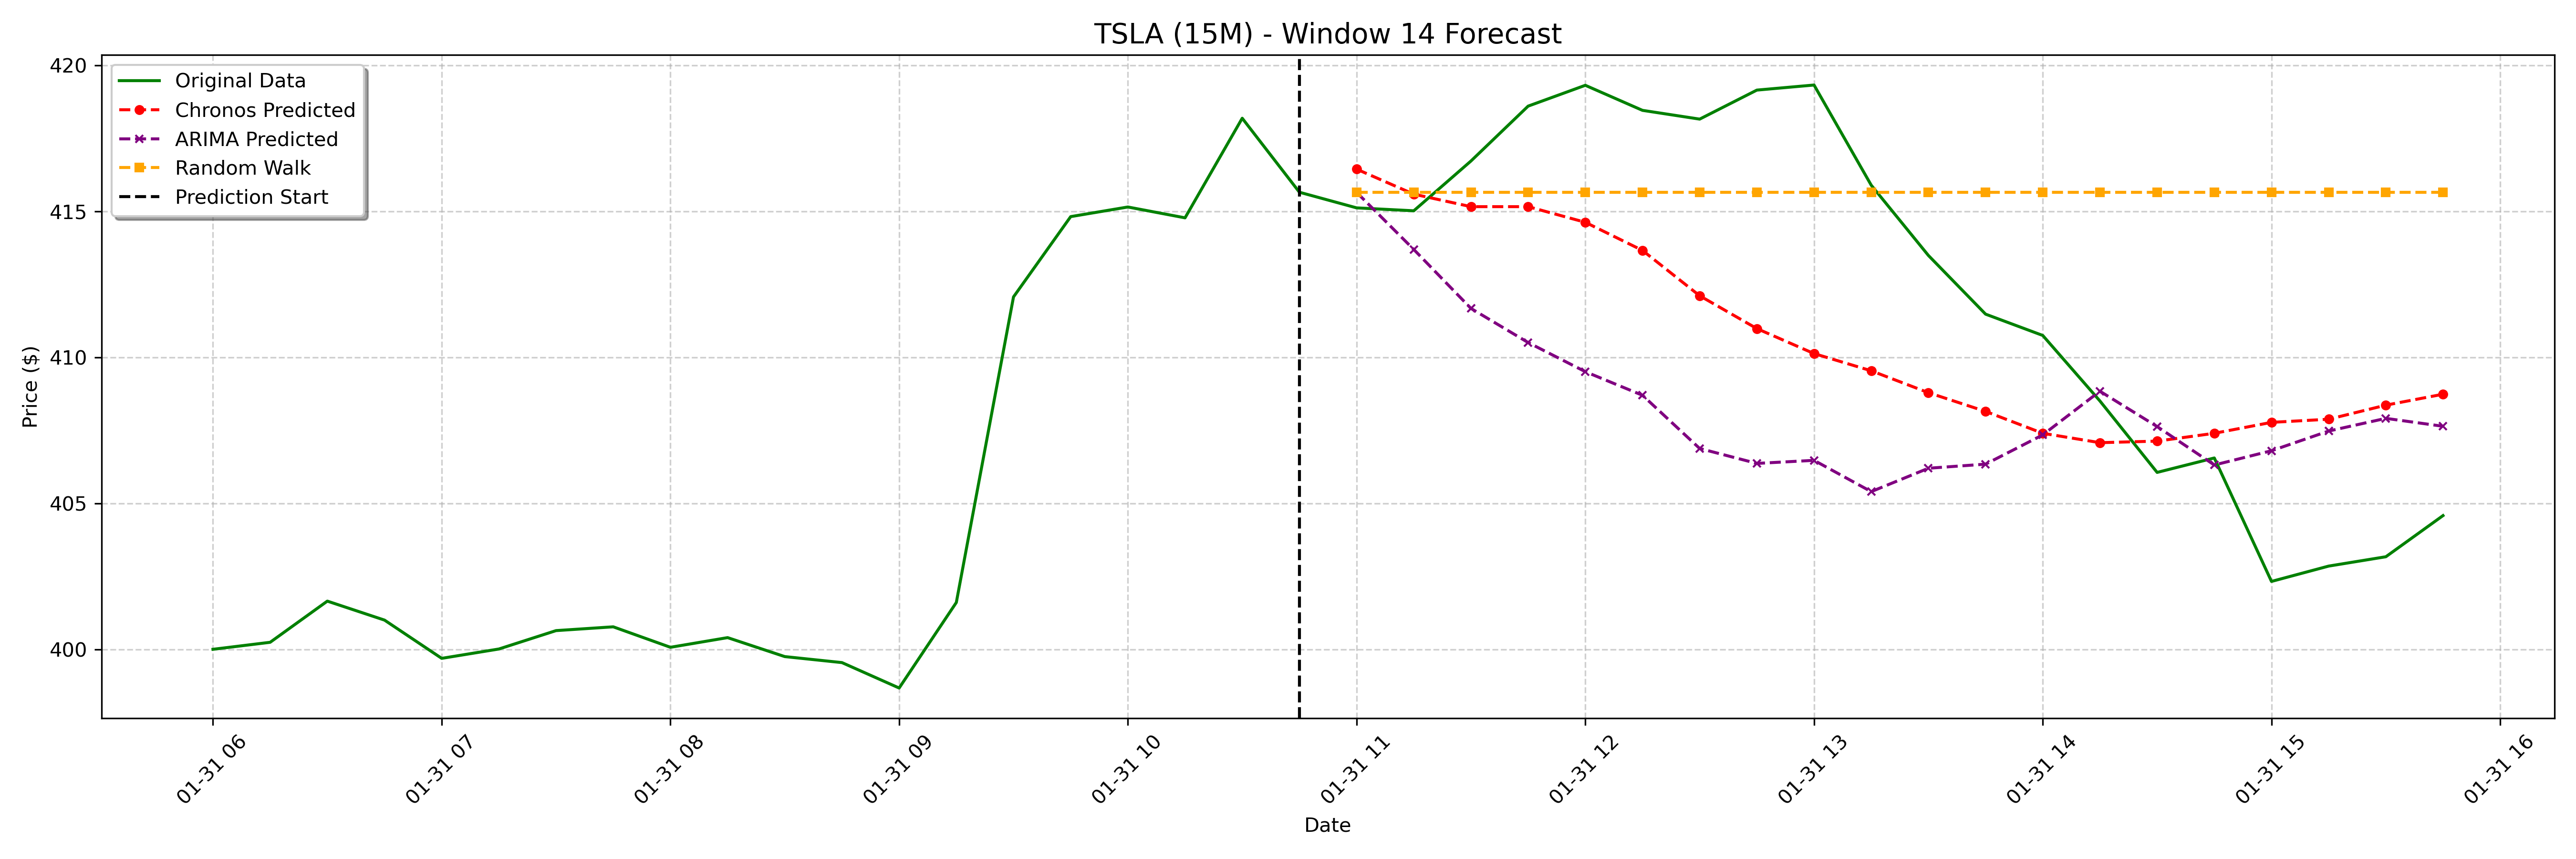 TSLA (15M) - Window 14 Forecast
Original Data
Chronos Predicted
ARIMA Predicted
Random Walk
Prediction Start
420
415
410
405
400
Price ($)
01-31 06
01-31 07
01-31 08
01-31 09
01-31 10
01-31 11
01-31 12
01-31 13
01-31 14
01-31 15
01-31 16
Date